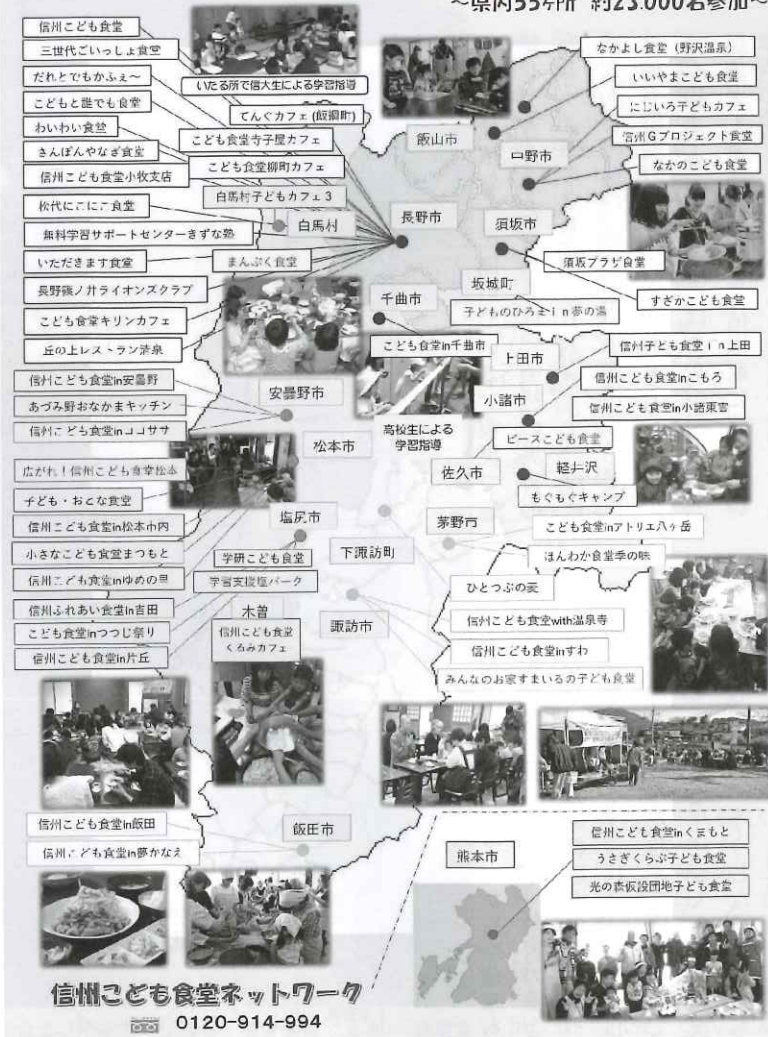 ～県内55ヶ所 約23.000名参加～
信州こども食堂
三世代ごいっしょ食堂
だれとでもかふぇ～
こどもと誰でも食堂
わいわい食堂
さんぽんやなぎ食堂
信州こども食堂小牧支店
松代にこにこ食堂
無料学習サポートセンターきずな塾
いただきます食堂
長野篠ノ井ライオンズクラブ
こども食堂キリンカフェ
丘の上レストラン清泉
いたる所で信大生による学習指導
てんぐカフェ(飯綱町)
こども食堂寺子屋カフェ
こども食堂柳町カフェ
白馬村子どもカフェ3
白馬村
まんぷく食堂
長野市
飯山市
中野市
須坂市
なかよし食堂（野沢温泉）
いいやまこども食堂
にじいろ子どもカフェ
信州Gプロジェクト食堂
なかのこども食堂
須坂プラザ食堂
すざかこども食堂
坂城町
子どものひろまin夢の湯
千曲市
こども食堂in千曲市
上田市
信州子ども食堂in上田
小諸市
信州こども食堂inこもろ
信州こども食堂in小諸東雲
ピースこども食堂
高校生による
学習指導
佐久市
軽井沢
もぐもぐキャンプ
信州こども食堂in安曇野
あづみ野おなかまキッチン
信州こども食堂inココササ
安曇野市
松本市
広がれ！信州こども食堂松本
子ども・おとな食堂
信州こども食堂in松本市内
小さなこども食堂まつもと
信州こども食堂inゆめの里
信州ふれあい食堂in吉田
こども食堂inつつじ祭り
信州こども食堂in片丘
塩尻市
学研こども食堂
学習支援塩パーク
下諏訪町
茅野市
こども食堂inアトリエ八ヶ岳
ほんわか食堂季の味
ひとつぶの麦
木曽
信州こども食堂
くるみカフェ
諏訪市
信州こども食堂with温泉寺
信州こども食堂inすわ
みんなのお家すまいるの子ども食堂
信州こども食堂in飯田
信州こども食堂in夢かなえ
飯田市
熊本市
信州こども食堂inくまもと
うさぎくらぶ子ども食堂
光の森仮設団地子ども食堂
信州こども食堂ネットワーク
0120-914-994